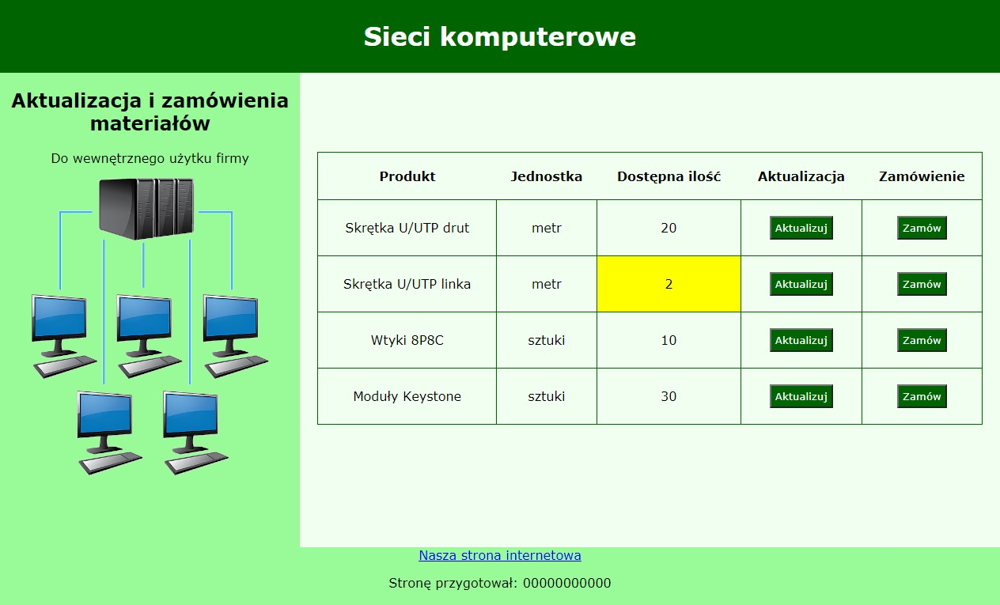 Sieci komputerowe
Aktualizacja i zamówienia
materiałów
Do wewnętrznego użytku firmy
Produkt Jednostka Dostępna ilość Aktualizacja Zamówienie
Skrętka U/UTP drut metr 20 Aktualizuj Zamów
Skrętka U/UTP linka metr 2 Aktualizuj Zamów
Wtyki 8P8C sztuki 10 Aktualizuj Zamów
Moduły Keystone sztuki 30 Aktualizuj Zamów
Nasza strona internetowa
Stronę przygotował: 00000000000